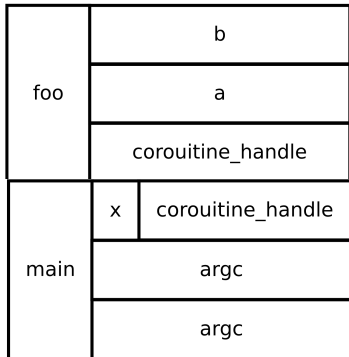 b
foo
a
corouitine_handle
x corouitine_handle
main
argc
argc